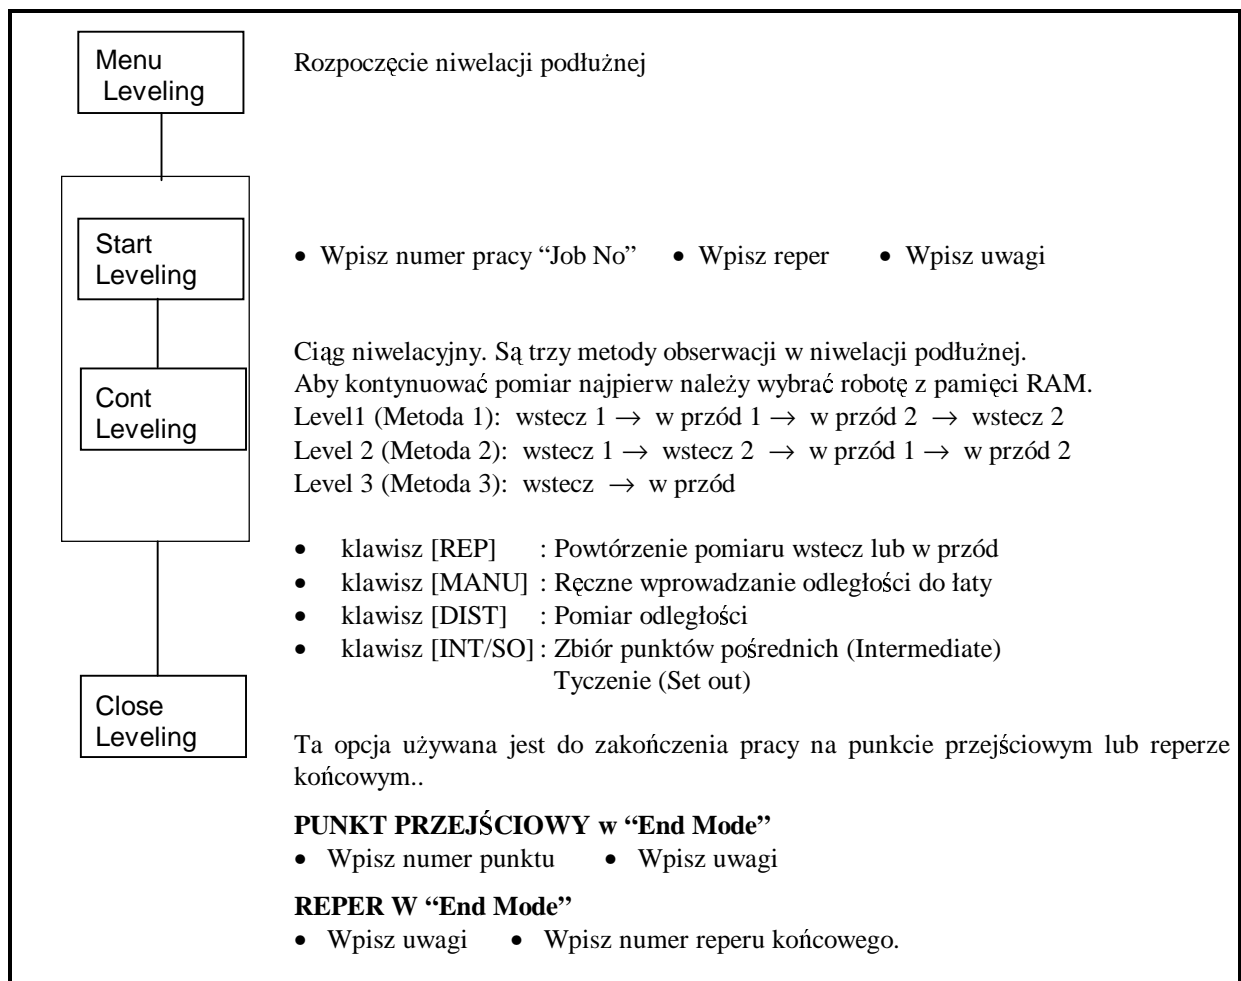 Menu
Leveling
Rozpoczęcie niwelacji podłużnej
Start
Leveling
• Wpisz numer pracy “Job No” • Wpisz reper • Wpisz uwagi
Cont
Leveling
Ciąg niwelacyjny. Są trzy metody obserwacji w niwelacji podłużnej.
Aby kontynuować pomiar najpierw należy wybrać robotę z pamięci RAM.
Level1 (Metoda 1): wstecz 1 → w przód 1 → w przód 2 → wstecz 2
Level 2 (Metoda 2): wstecz 1 → wstecz 2 → w przód 1 → w przód 2
Level 3 (Metoda 3): wstecz → w przód
• klawisz [REP] : Powtórzenie pomiaru wstecz lub w przód
• klawisz [MANU] : Ręczne wprowadzanie odległości do łaty
• klawisz [DIST] : Pomiar odległości
• klawisz [INT/SO] : Zbiór punktów pośrednich (Intermediate)
Tyczenie (Set out)
Close
Leveling
Ta opcja używana jest do zakończenia pracy na punkcie przejściowym lub reperze
końcowym..
PUNKT PRZEJŚCIOWY w “End Mode”
• Wpisz numer punktu • Wpisz uwagi
REPER W “End Mode”
• Wpisz uwagi • Wpisz numer reperu końcowego.